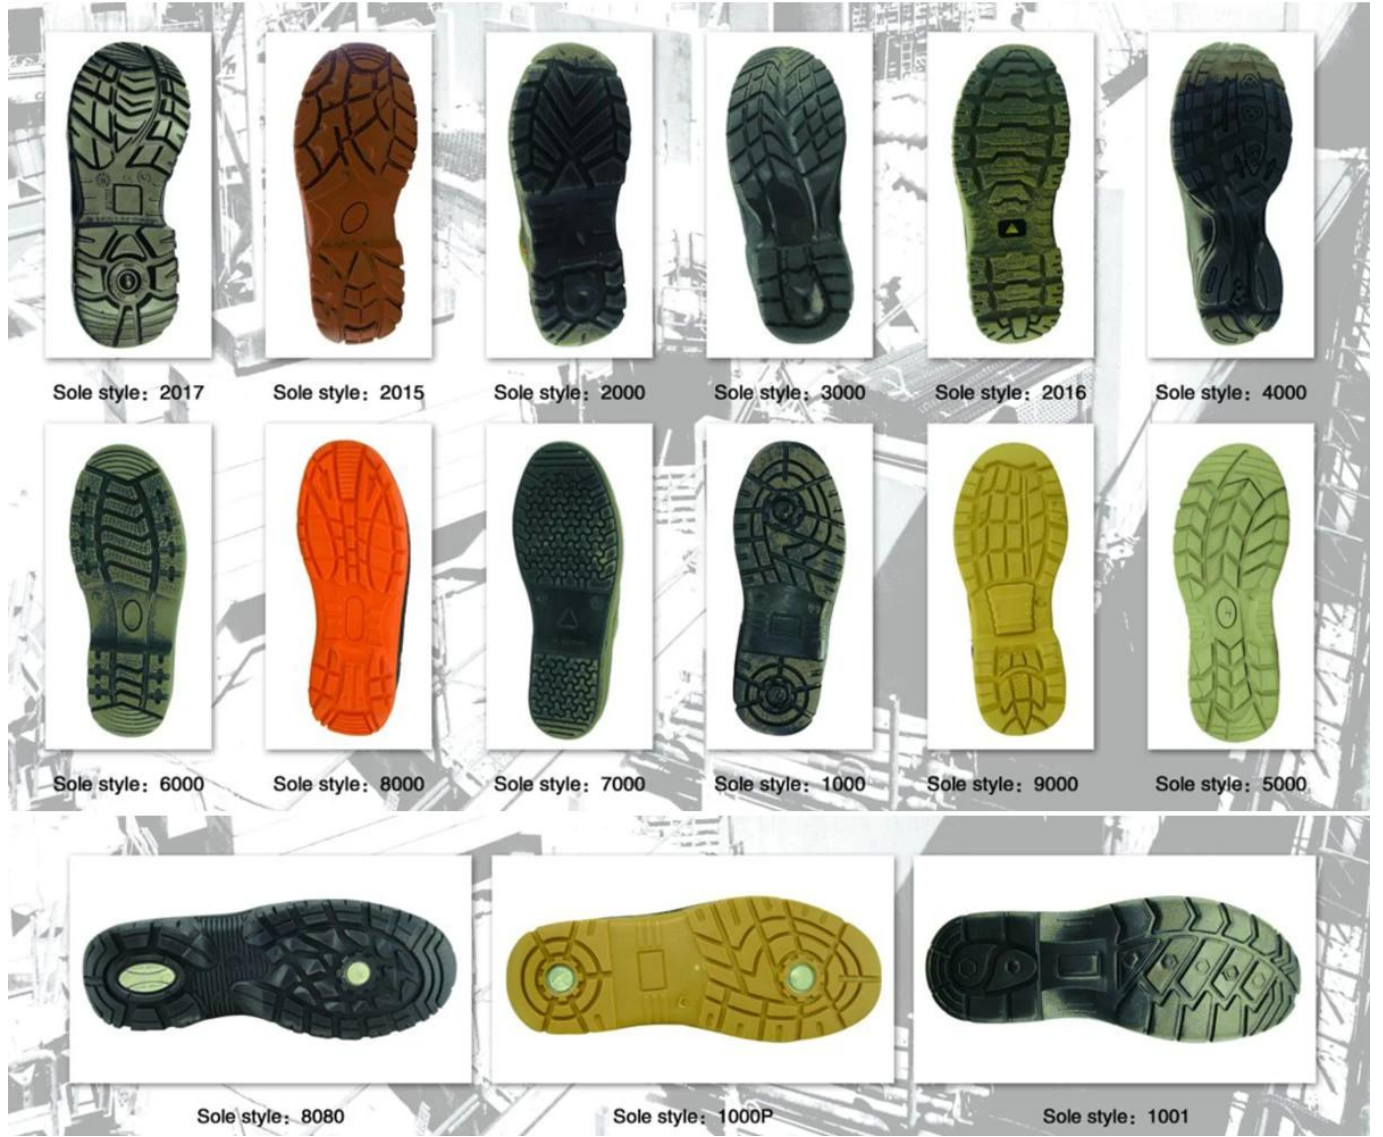 Sole style：2017
Sole style：2015
Sole style：2000
Sole style：3000
Sole style：2016
Sole style：4000
Sole style：6000
Sole style：8000
Sole style：7000
Sole style：1000
Sole style：9000
Sole style：5000
Sole style：8080
Sole style：1000P
Sole style：1001